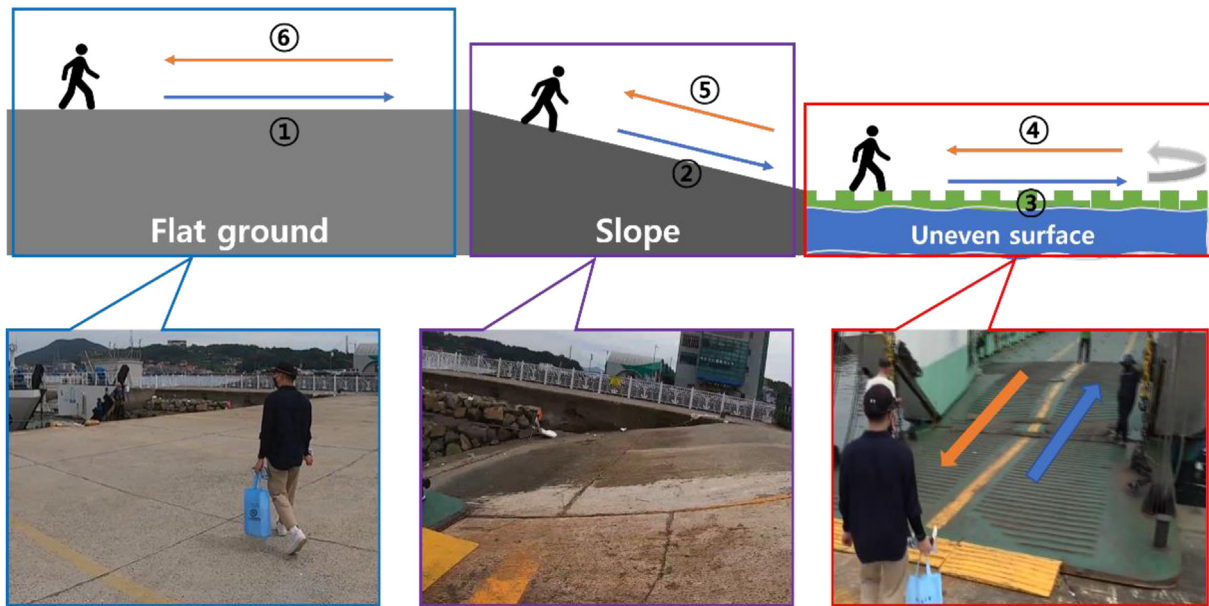 ⑥
①
Flat ground
⑤
②
Slope
④
③
Uneven surface